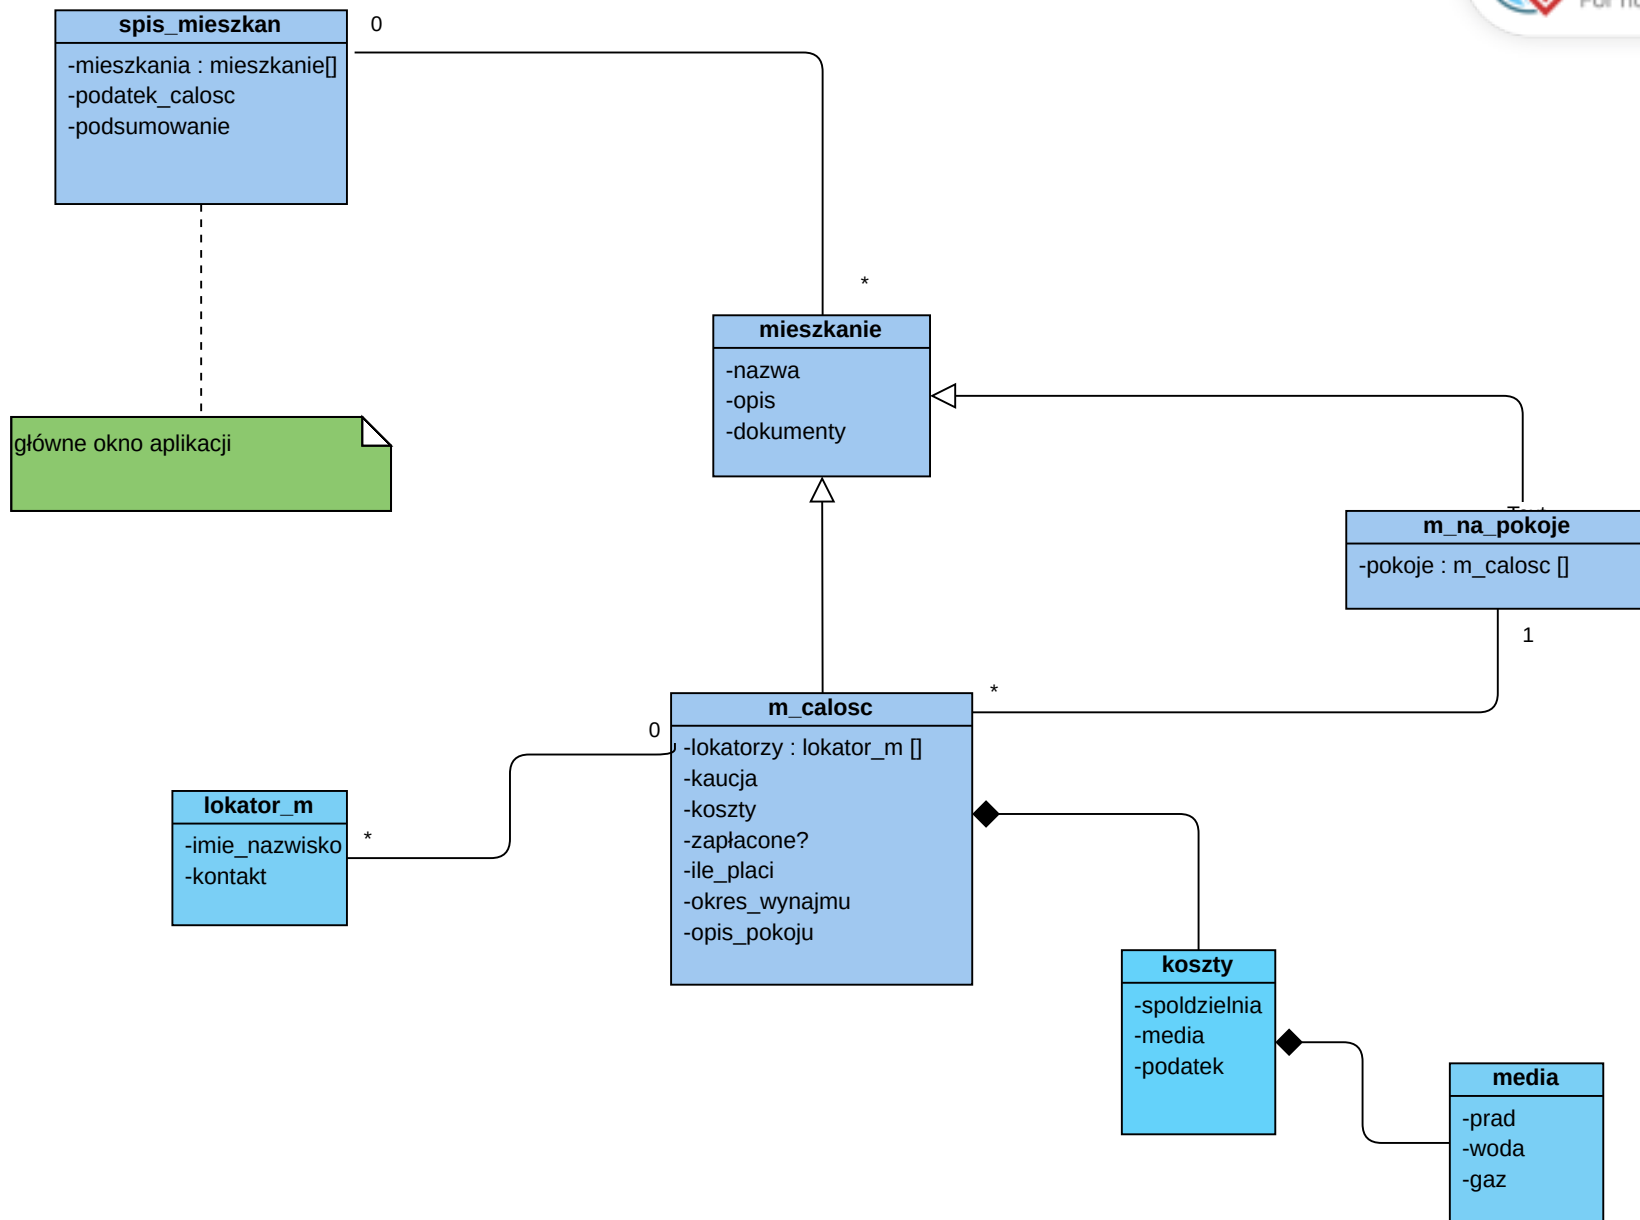 spis_mieszkan
-mieszkania : mieszkanie[]
-podatek_calosc
-podsumowanie
0
*
główne okno aplikacji
mieszkanie
-nazwa
-opis
-dokumenty
m_na_pokoje
-pokoje : m_calosc []
1
*
m_calosc
-lokatorzy : lokator_m []
-kaucja
-koszty
-zapłacone?
-ile_placi
-okres_wynajmu
-opis_pokoju
0
*
lokator_m
-imie_nazwisko
-kontakt
koszty
-spoldzielnia
-media
-podatek
media
-prad
-woda
-gaz